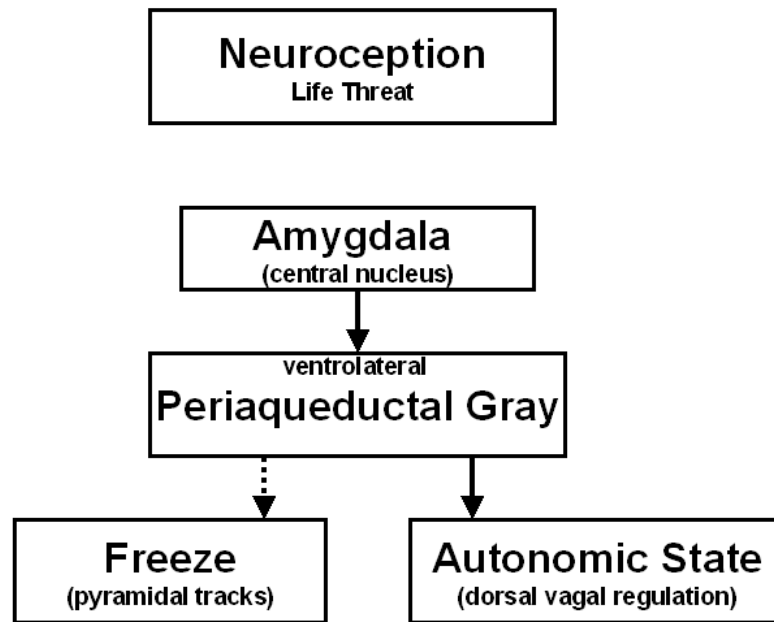 Neuroception
Life Threat
Amygdala
(central nucleus)
ventrolateral
Periaqueductal Gray
Freeze
(pyramidal tracks)
Autonomic State
(dorsal vagal regulation)